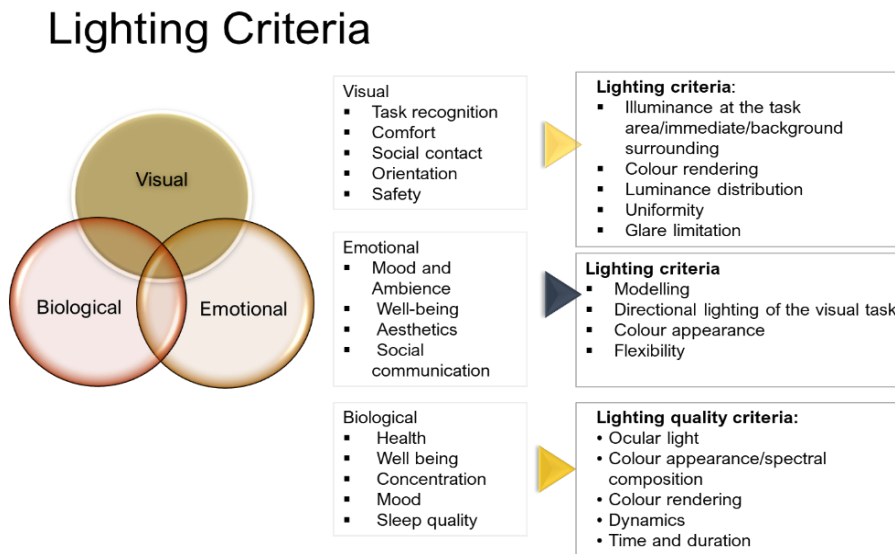 Lighting Criteria
Visual
Biological
Emotional
Visual
▪ Task recognition
▪ Comfort
▪ Social contact
▪ Orientation
▪ Safety
Lighting criteria:
▪ Illuminance at the task
area/immediate/background
surrounding
▪ Colour rendering
▪ Luminance distribution
▪ Uniformity
▪ Glare limitation
Emotional
▪ Mood and
Ambience
▪ Well-being
▪ Aesthetics
▪ Social
communication
Lighting criteria
▪ Modelling
▪ Directional lighting of the visual task
▪ Colour appearance
▪ Flexibility
Biological
▪ Health
▪ Well being
▪ Concentration
▪ Mood
▪ Sleep quality
Lighting quality criteria:
• Ocular light
• Colour appearance/spectral
composition
• Colour rendering
• Dynamics
• Time and duration